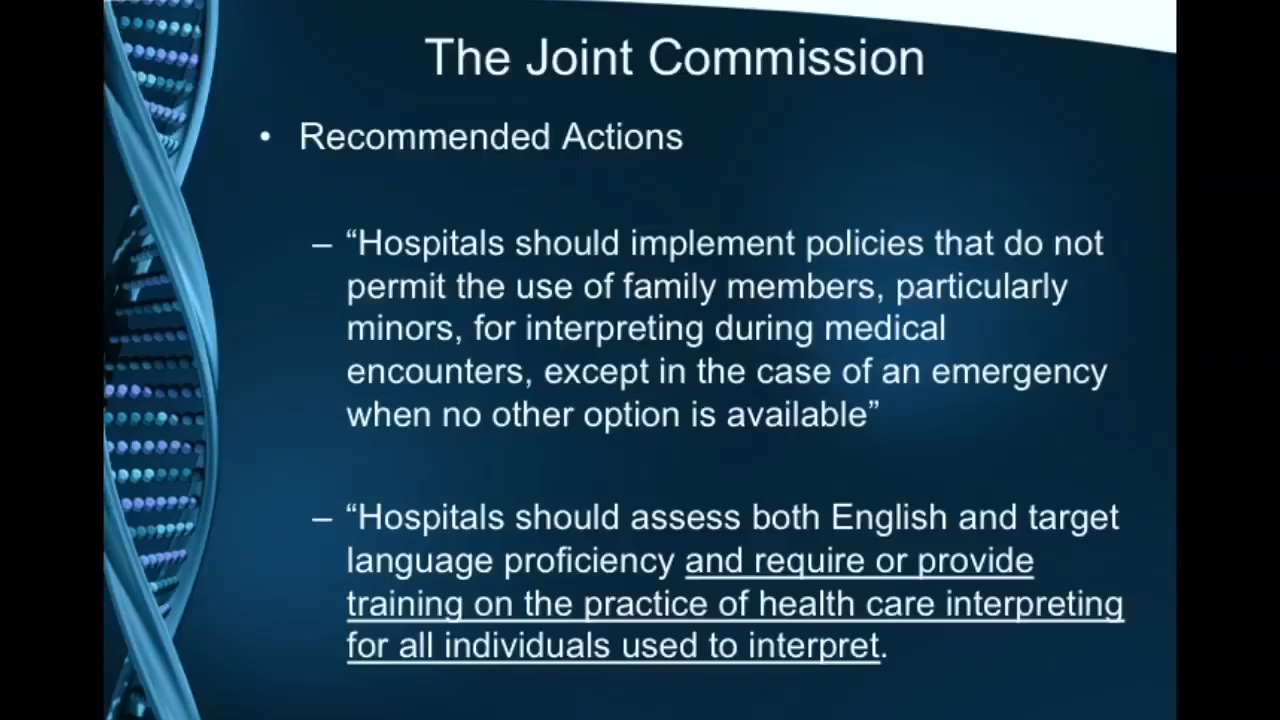 The Joint Commission
• Recommended Actions
– “Hospitals should implement policies that do not
permit the use of family members, particularly
minors, for interpreting during medical
encounters, except in the case of an emergency
when no other option is available”
– “Hospitals should assess both English and target
language proficiency and require or provide
training on the practice of health care interpreting
for all individuals used to interpret.